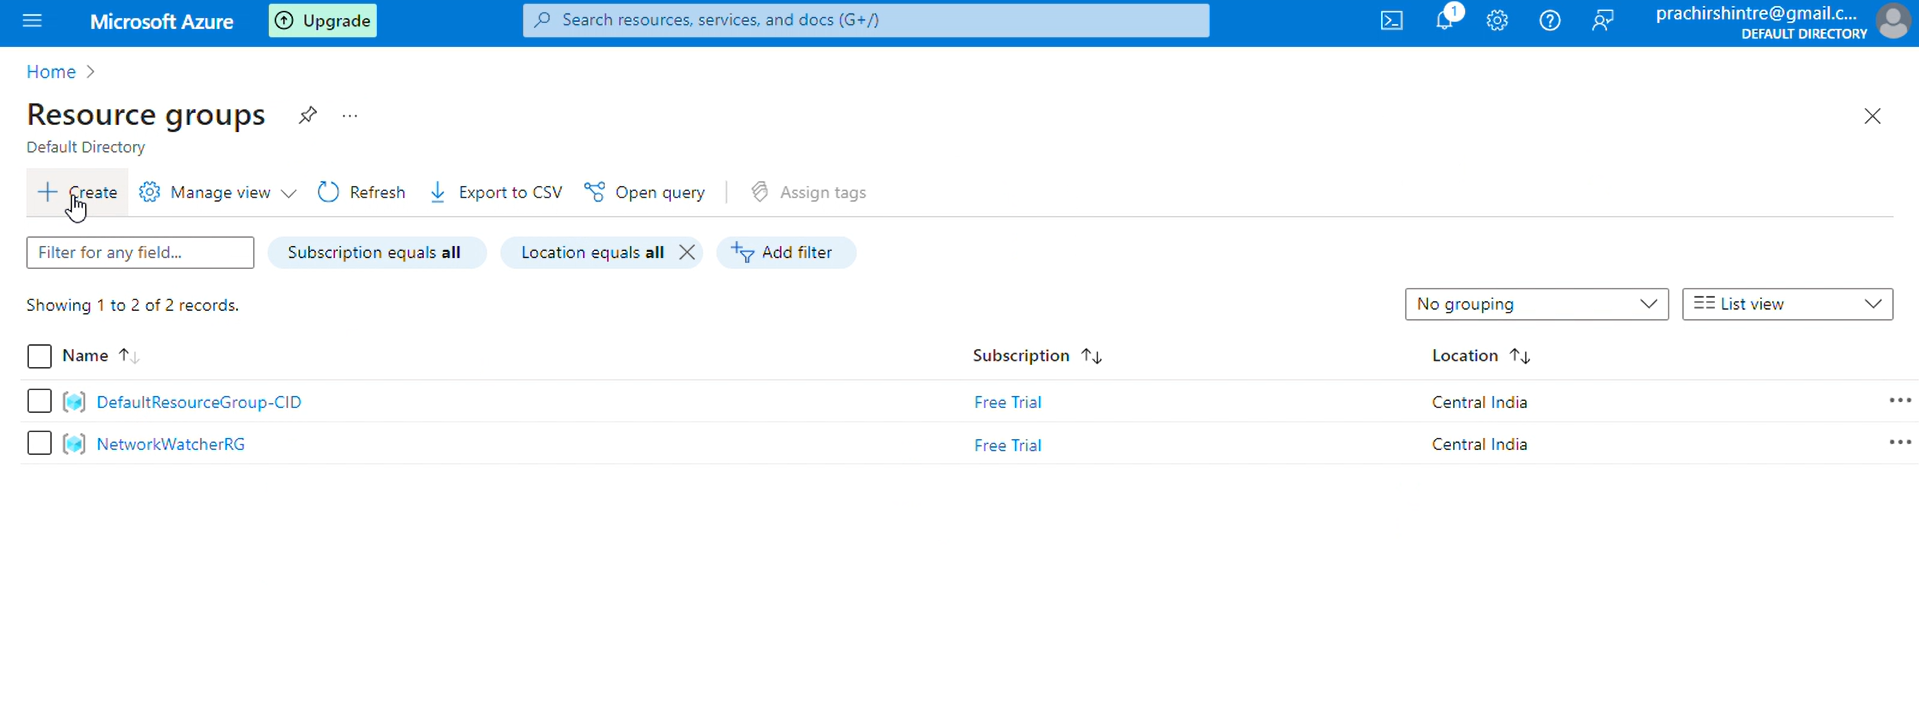 Microsoft Azure Upgrade Search resources, services, and docs (G+/) 1 prachirshintre@gmail.c...
DEFAULT DIRECTORY
Home
Resource groups ...
Default Directory
Create Manage view Refresh Export to CSV Open query Assign tags
Filter for any field... Subscription equals all Location equals all Add filter
Showing 1 to 2 of 2 records. No grouping List view
Name Subscription Location
DefaultResourceGroup-CID Free Trial Central India
NetworkWatcherRG Free Trial Central India